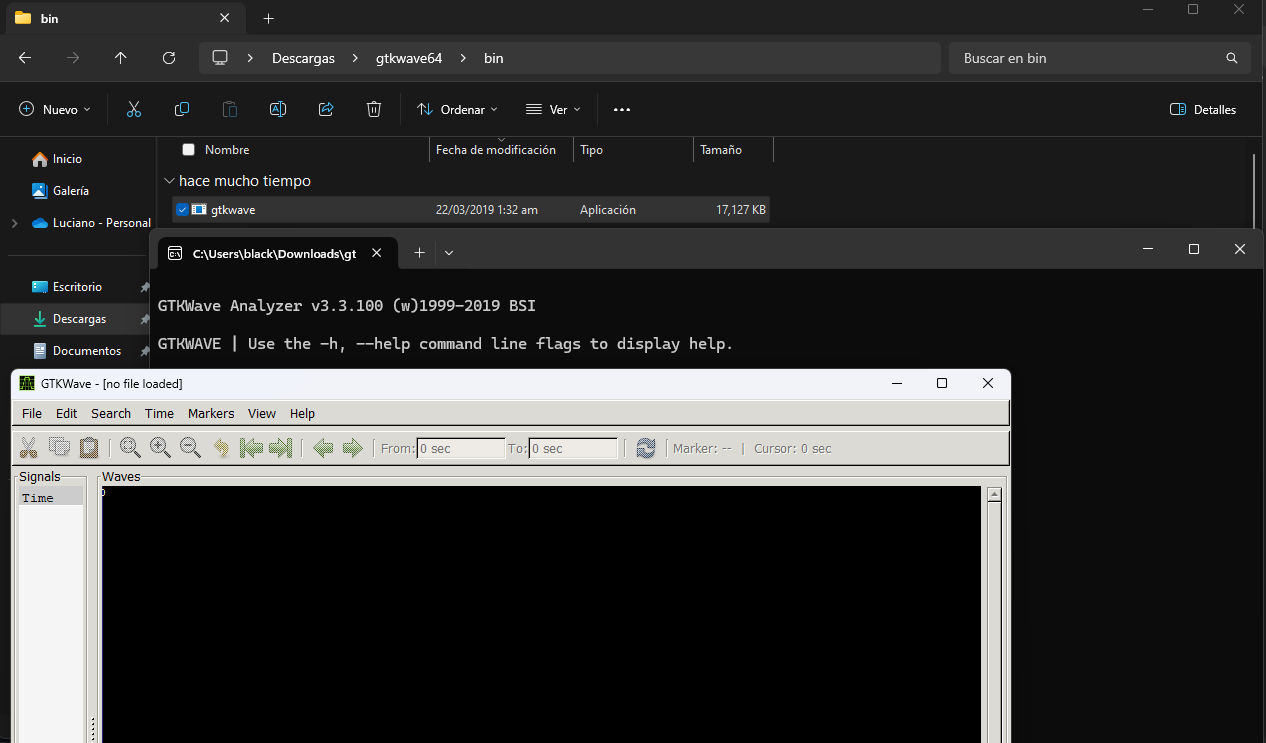 bin
Descargas
gtkwave64
bin
Buscar en bin
Nuevo
Ordenar
Ver
Detalles
Inicio
Galería
Luciano - Personal
Escritorio
Descargas
Documentos
Nombre
Fecha de modificación
Tipo
Tamaño
hace mucho tiempo
gtkwave
22/03/2019 1:32 am
Aplicación
17,127 KB
C:\Users\black\Downloads\gt
GTKWave Analyzer v3.3.100 (w)1999-2019 BSI
GTKWAVE | Use the -h, --help command line flags to display help.
GTKWave - [no file loaded]
File Edit Search Time Markers View Help
From: 0 sec To: 0 sec Marker: -- | Cursor: 0 sec
Signals
Time
Waves
0